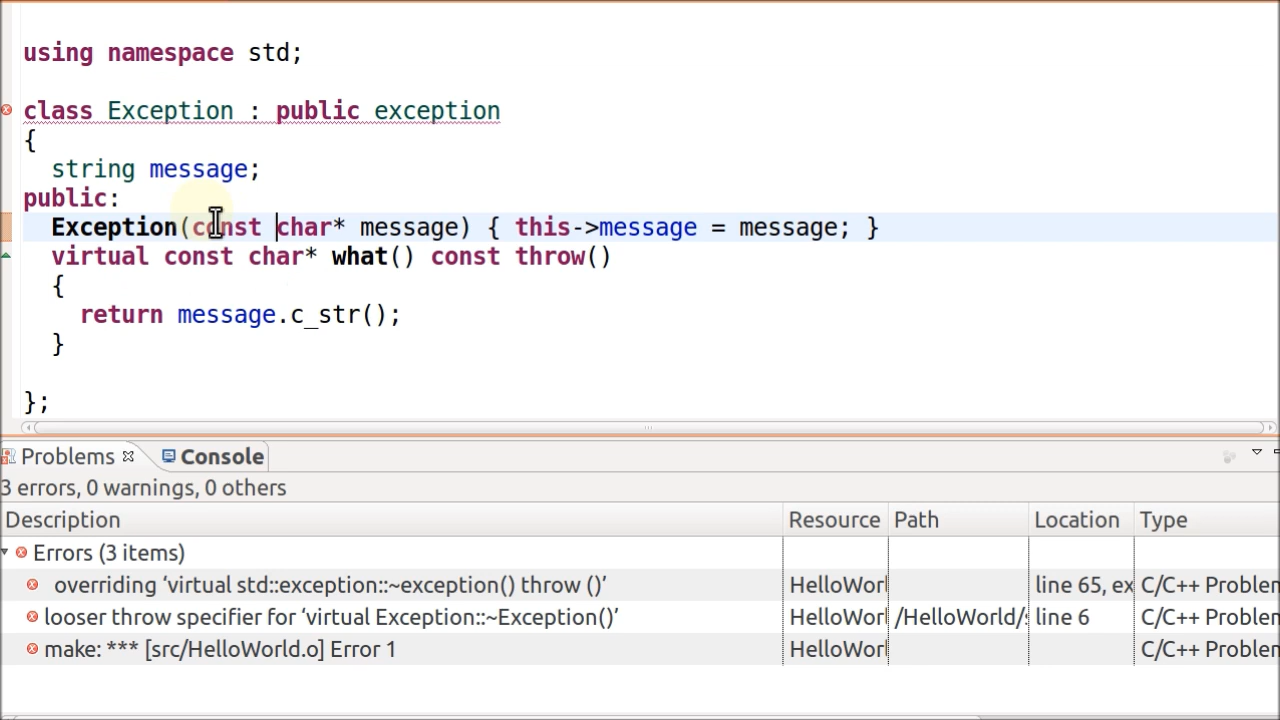 using namespace std;
class Exception : public exception
{
string message;
public:
Exception(const char* message) { this->message = message; }
virtual const char* what() const throw()
{
return message.c_str();
}
};
Problems Console
3 errors, 0 warnings, 0 others
Description Resource Path Location Type
Errors (3 items)
overriding ‘virtual std::exception::~exception() throw ()’ HelloWorl line 65, ex C/C++ Problem
looser throw specifier for ‘virtual Exception::~Exception()’ HelloWorl /HelloWorld/s line 6 C/C++ Problem
make: *** [src/HelloWorld.o] Error 1 HelloWorl C/C++ Problem